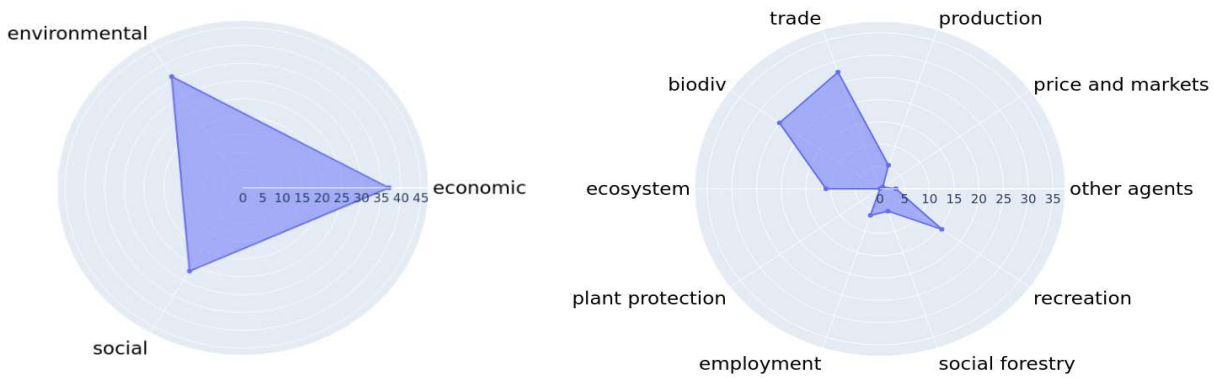 environmental
0 5 10 15 20 25 30 35 40 45
economic
social
trade
production
biodiv
price and markets
ecosystem
0 5 10 15 20 25 30 35
other agents
plant protection
recreation
employment
social forestry